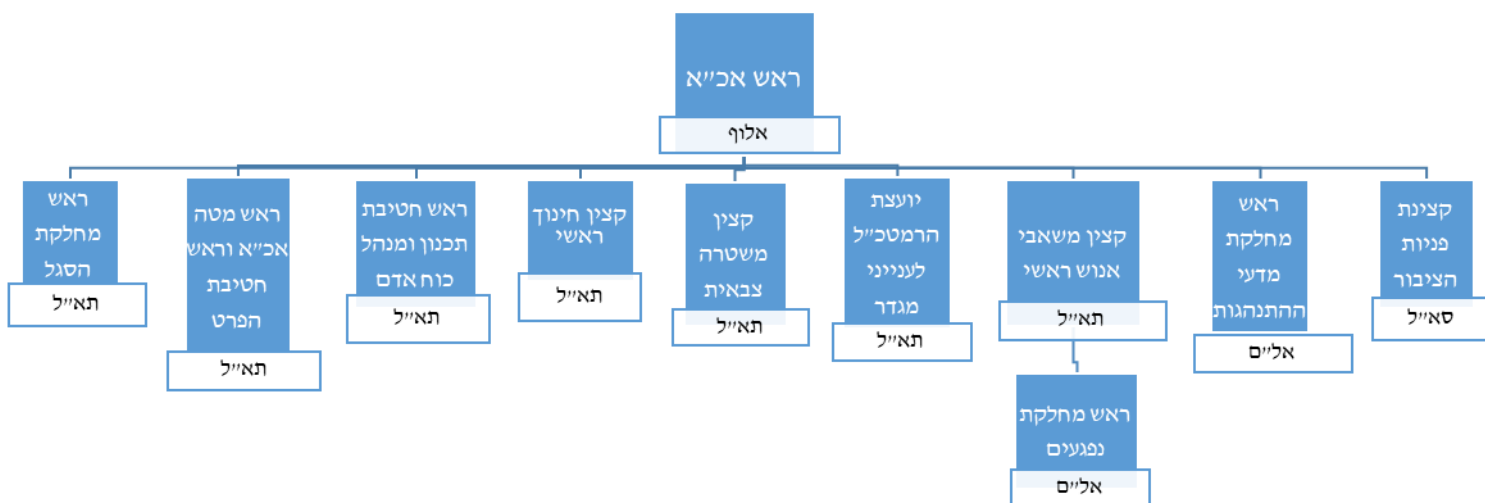 ראש אכ״א
אלוף
קצינת
פניות
הציבור
סא״ל
ראש
מחלקת
מדעי
ההתנהגות
אל״ם
קצין משאבי
אנוש ראשי
תא״ל
ראש מחלקת
נפגעים
אל״ם
יועצת
הרמטכ״ל
לענייני
מגדר
תא״ל
קצין
משטרה
צבאית
תא״ל
קצין חינוך
ראשי
תא״ל
ראש חטיבת
תכנון ומנהל
כוח אדם
תא״ל
ראש מטה
אכ״א וראש
חטיבת
הפרט
תא״ל
ראש
מחלקת
הסגל
תא״ל